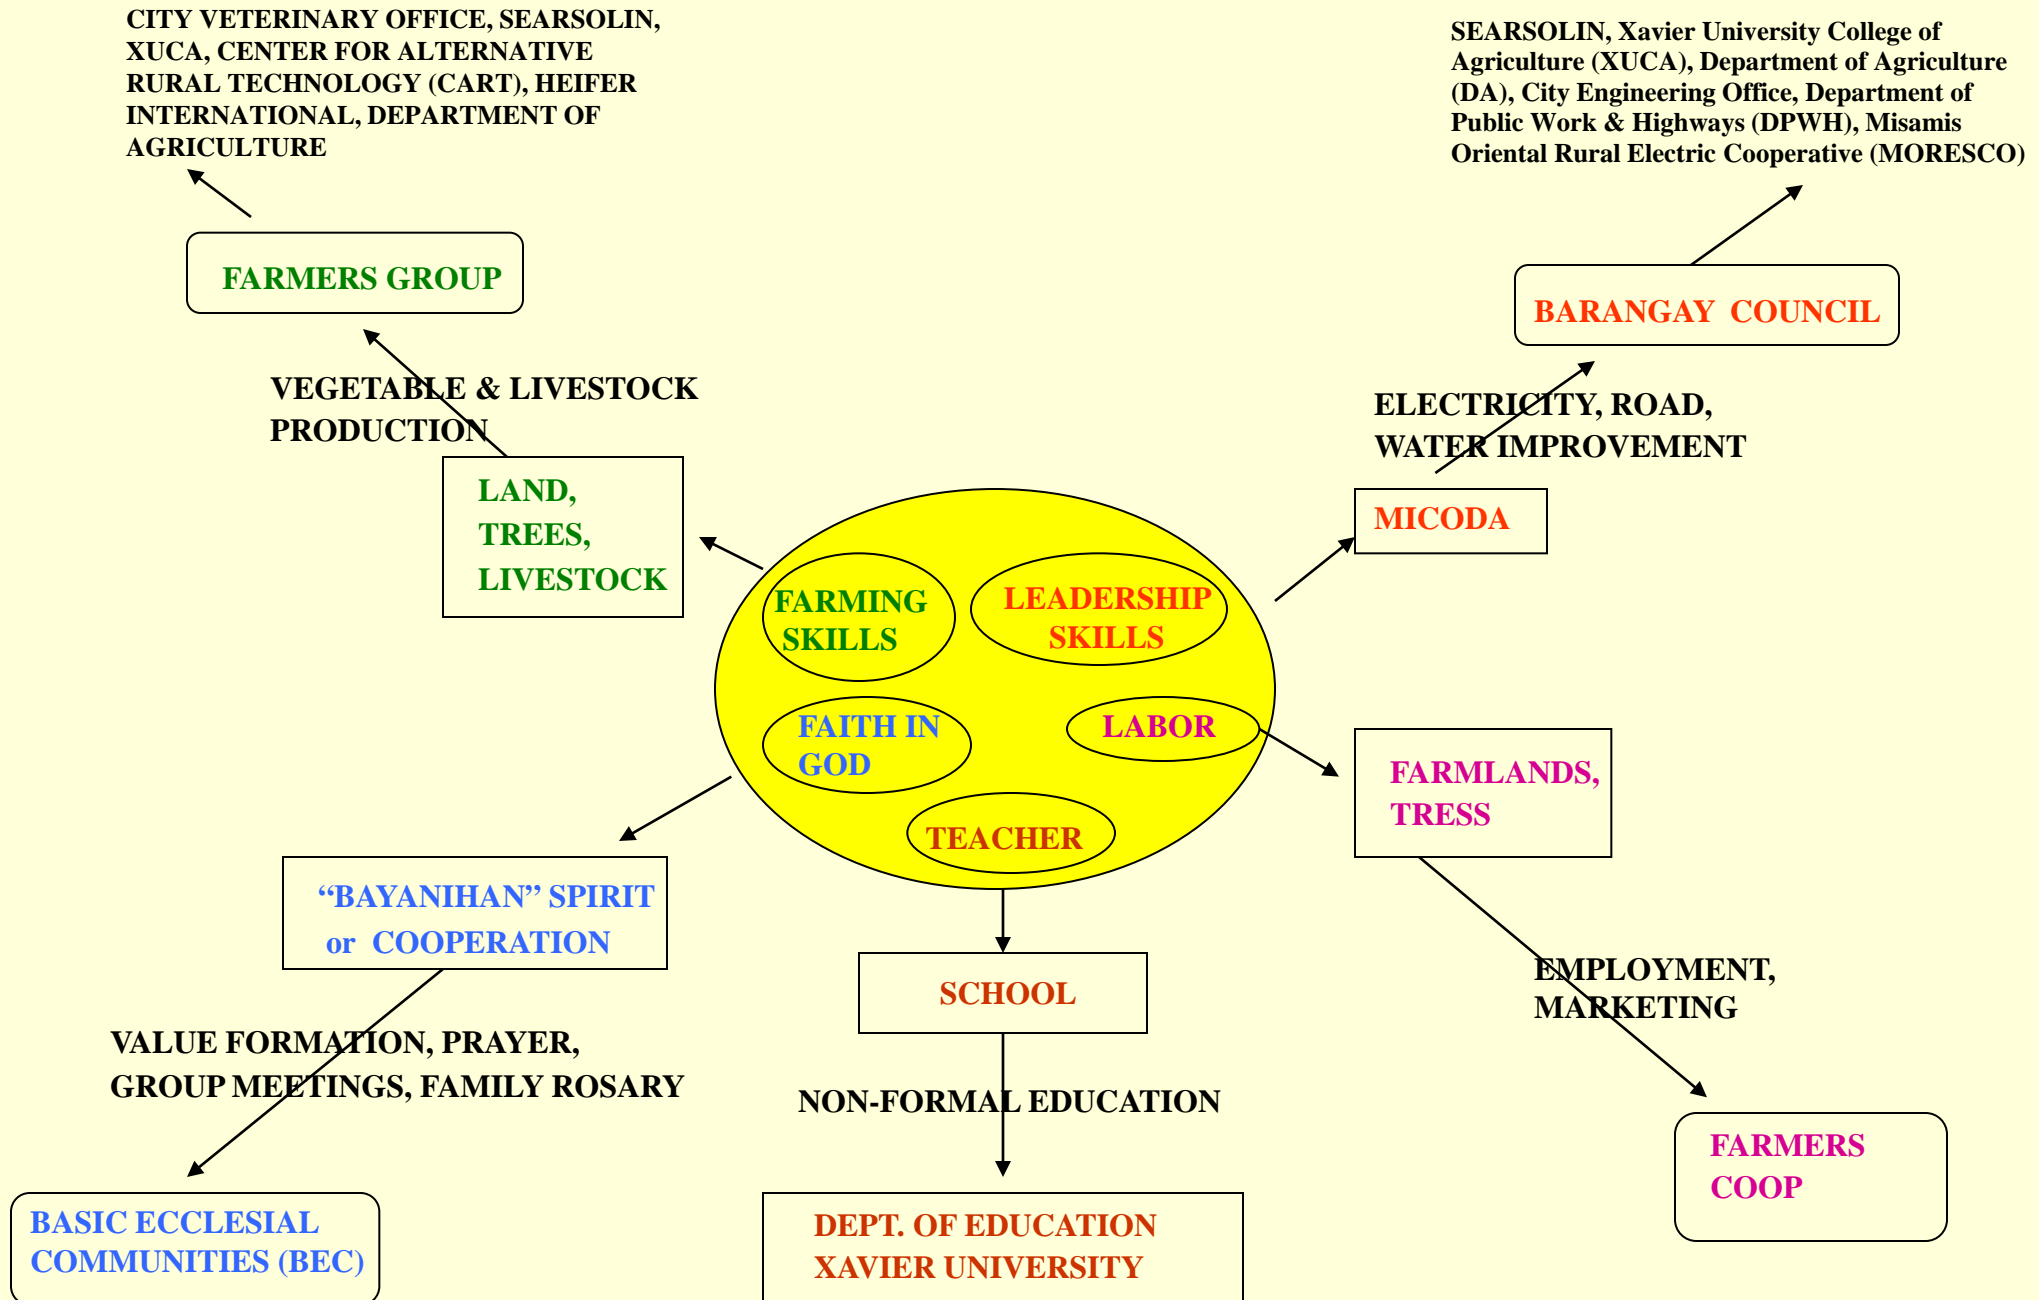 CITY VETERINARY OFFICE, SEARSOLIN,
XUCA, CENTER FOR ALTERNATIVE
RURAL TECHNOLOGY (CART), HEIFER
INTERNATIONAL, DEPARTMENT OF
AGRICULTURE
SEARSOLIN, Xavier University College of
Agriculture (XUCA), Department of Agriculture
(DA), City Engineering Office, Department of
Public Work & Highways (DPWH), Misamis
Oriental Rural Electric Cooperative (MORESCO)
FARMERS GROUP
BARANGAY COUNCIL
VEGETABLE & LIVESTOCK
PRODUCTION
ELECTRICITY, ROAD,
WATER IMPROVEMENT
LAND,
TREES,
LIVESTOCK
MICODA
FARMING
SKILLS
LEADERSHIP
SKILLS
FAITH IN
GOD
LABOR
TEACHER
FARMLANDS,
TRESS
“BAYANIHAN” SPIRIT
or COOPERATION
SCHOOL
EMPLOYMENT,
MARKETING
VALUE FORMATION, PRAYER,
GROUP MEETINGS, FAMILY ROSARY
NON-FORMAL EDUCATION
FARMERS
COOP
BASIC ECCLESIAL
COMMUNITIES (BEC)
DEPT. OF EDUCATION
XAVIER UNIVERSITY